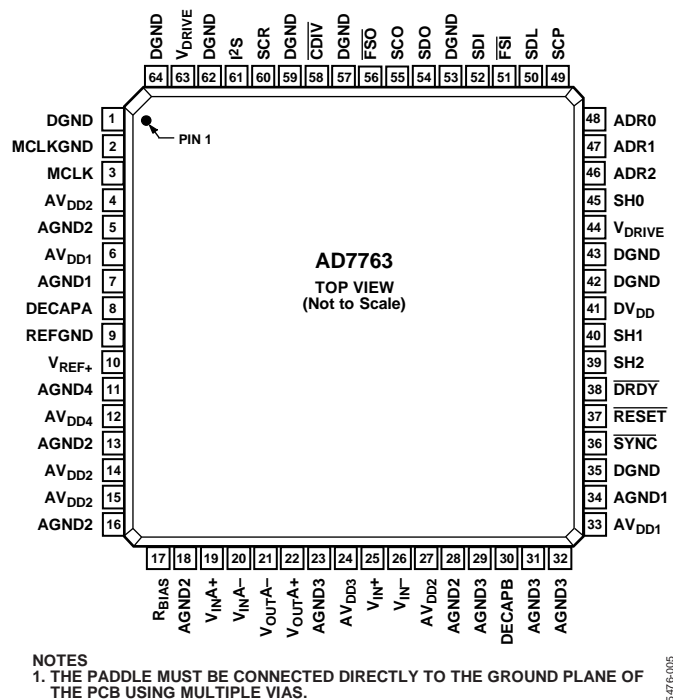 DGND
VDRIVE
DGND
I²S
SCR
DGND
CDIV
DGND
FSO
SCO
SDO
DGND
SDI
FSI
SDL
SCP
64 63 62 61 60 59 58 57 56 55 54 53 52 51 50 49
DGND 1
MCLKGND 2
MCLK 3
AVDD2 4
AGND2 5
AVDD1 6
AGND1 7
DECAPA 8
REFGND 9
VREF+ 10
AGND4 11
AVDD4 12
AGND2 13
AVDD2 14
AVDD2 15
AGND2 16
PIN 1
AD7763
TOP VIEW
(Not to Scale)
48 ADR0
47 ADR1
46 ADR2
45 SH0
44 VDRIVE
43 DGND
42 DGND
41 DVDD
40 SH1
39 SH2
38 DRDY
37 RESET
36 SYNC
35 DGND
34 AGND1
33 AVDD1
17 18 19 20 21 22 23 24 25 26 27 28 29 30 31 32
RBIAS
AGND2
VINA+
VINA−
VOUTA−
VOUTA+
AGND3
AVDD3
VIN+
VIN−
AVDD2
AGND2
AGND3
DECAPB
AGND3
AGND3
NOTES
1. THE PADDLE MUST BE CONNECTED DIRECTLY TO THE GROUND PLANE OF
THE PCB USING MULTIPLE VIAS.